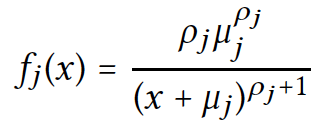 f_j(x) = \frac{\rho_j \mu_j^{\rho_j}}{(x + \mu_j)^{\rho_j + 1}}